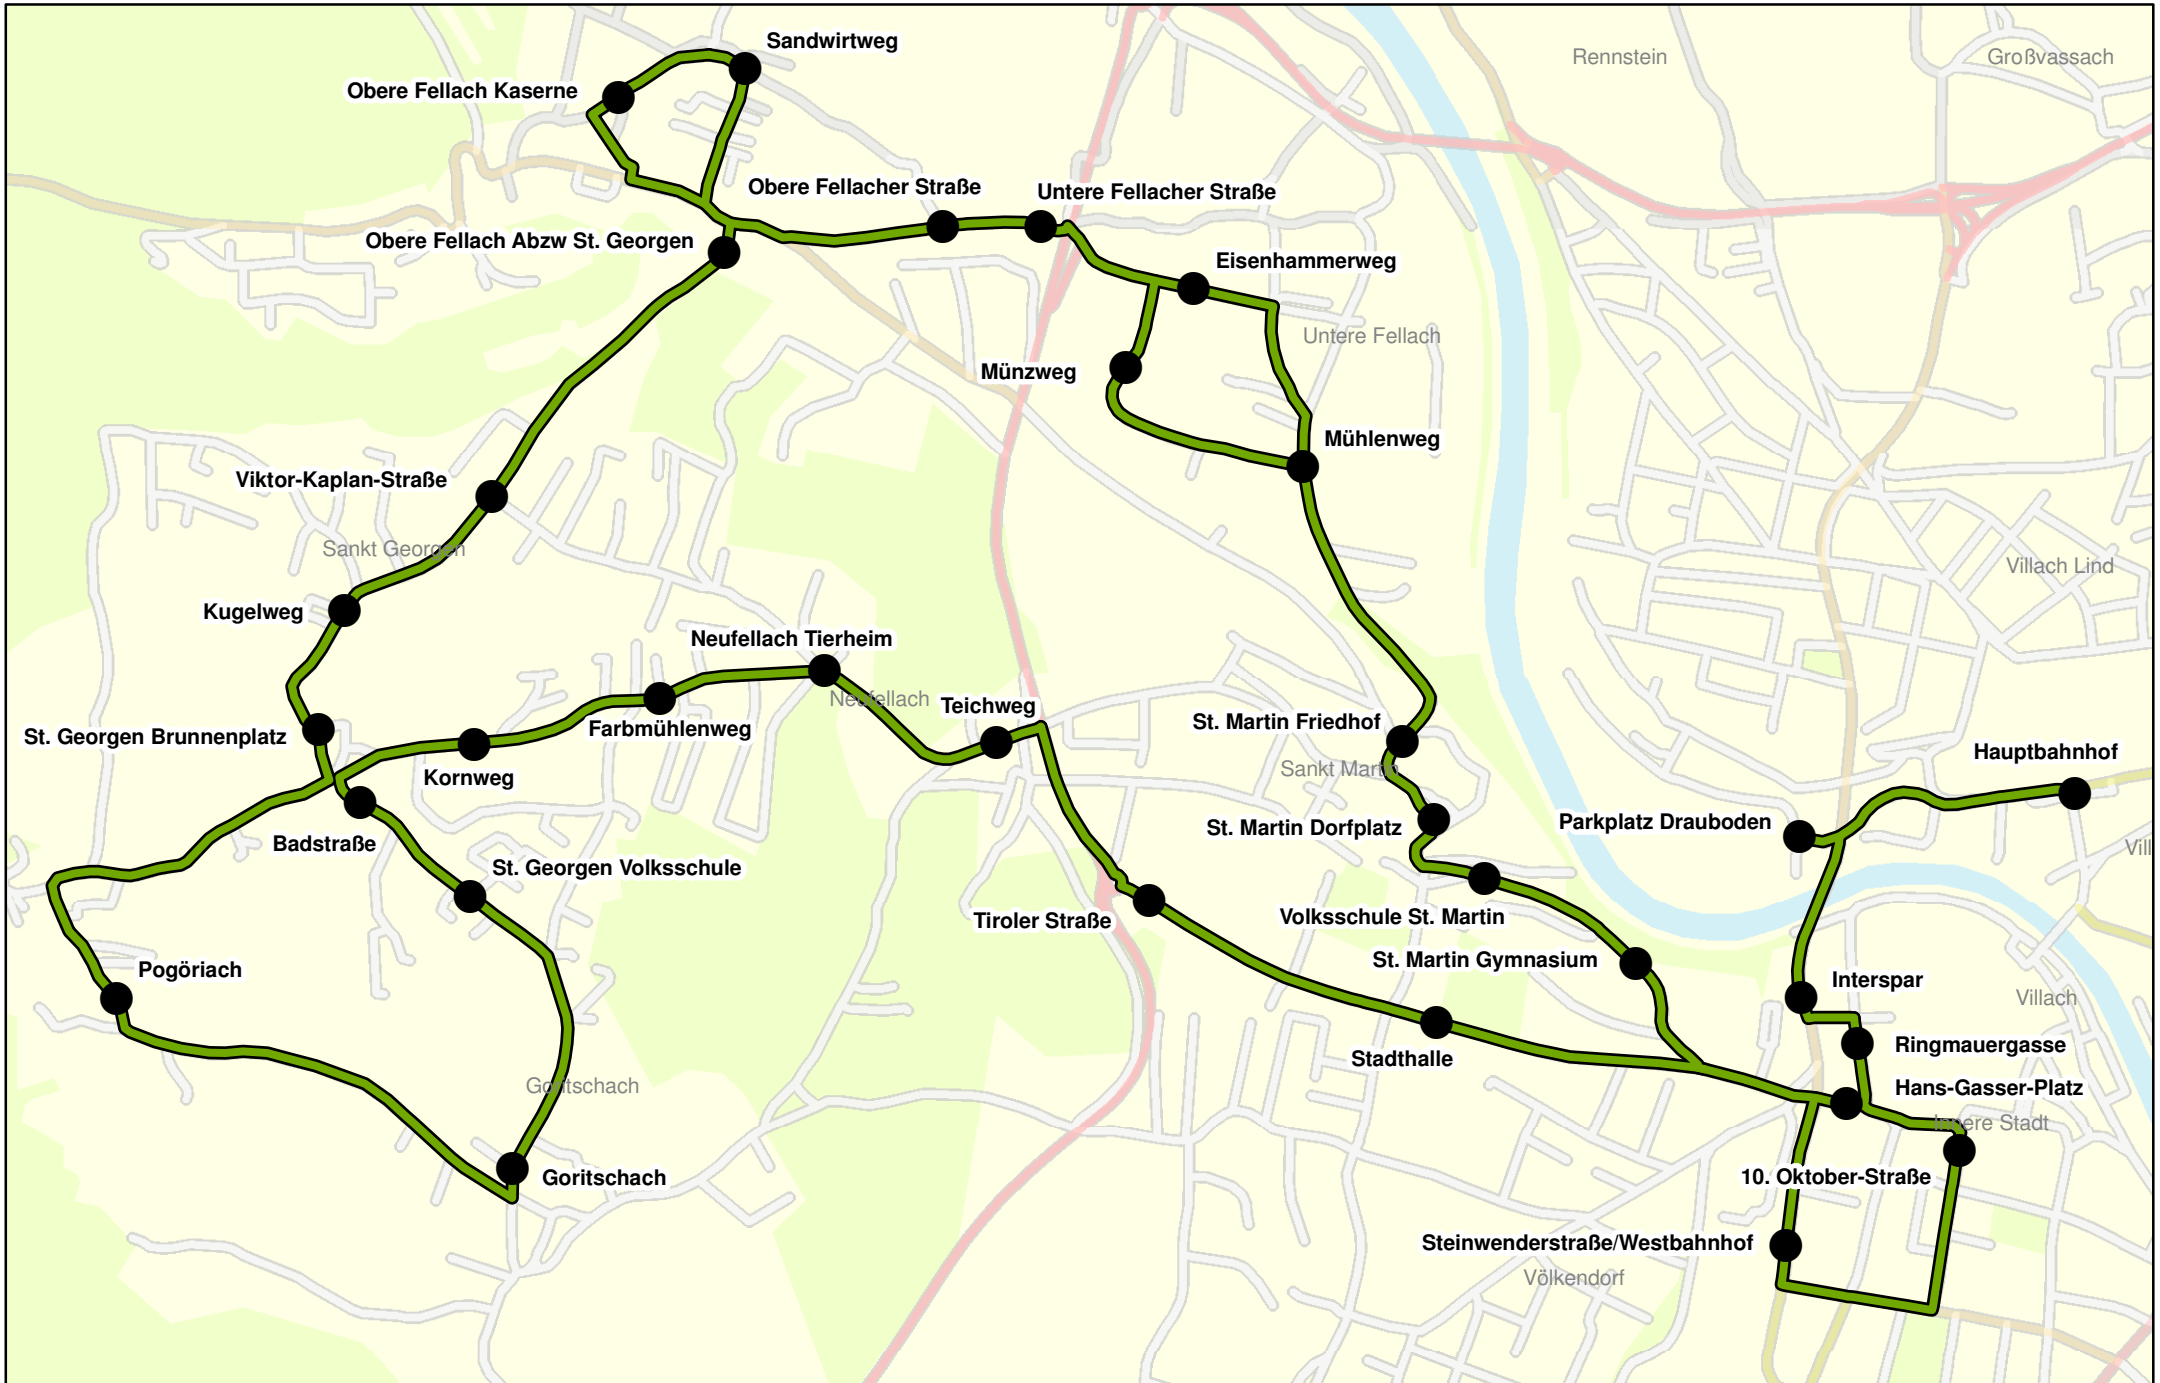 Sandwirtweg
Rennstein
Großvassach
Obere Fellach Kaserne
Obere Fellacher Straße
Untere Fellacher Straße
Obere Fellach Abzw St. Georgen
Eisenhammerweg
Untere Fellach
Münzweg
Mühlenweg
Viktor-Kaplan-Straße
Sankt Georgen
Villach Lind
Kugelweg
Neufellach Tierheim
Neufellach
Teichweg
St. Martin Friedhof
Farbmühlenweg
St. Georgen Brunnenplatz
Hauptbahnhof
Sankt Martin
Kornweg
Parkplatz Drauboden
St. Martin Dorfplatz
Badstraße
Vill
St. Georgen Volksschule
Volksschule St. Martin
Tiroler Straße
St. Martin Gymnasium
Pogöriach
Interspar
Villach
Ringmauergasse
Stadthalle
Goritschach
Hans-Gasser-Platz
Innere Stadt
Goritschach
10. Oktober-Straße
Steinwenderstraße/Westbahnhof
Völkendorf